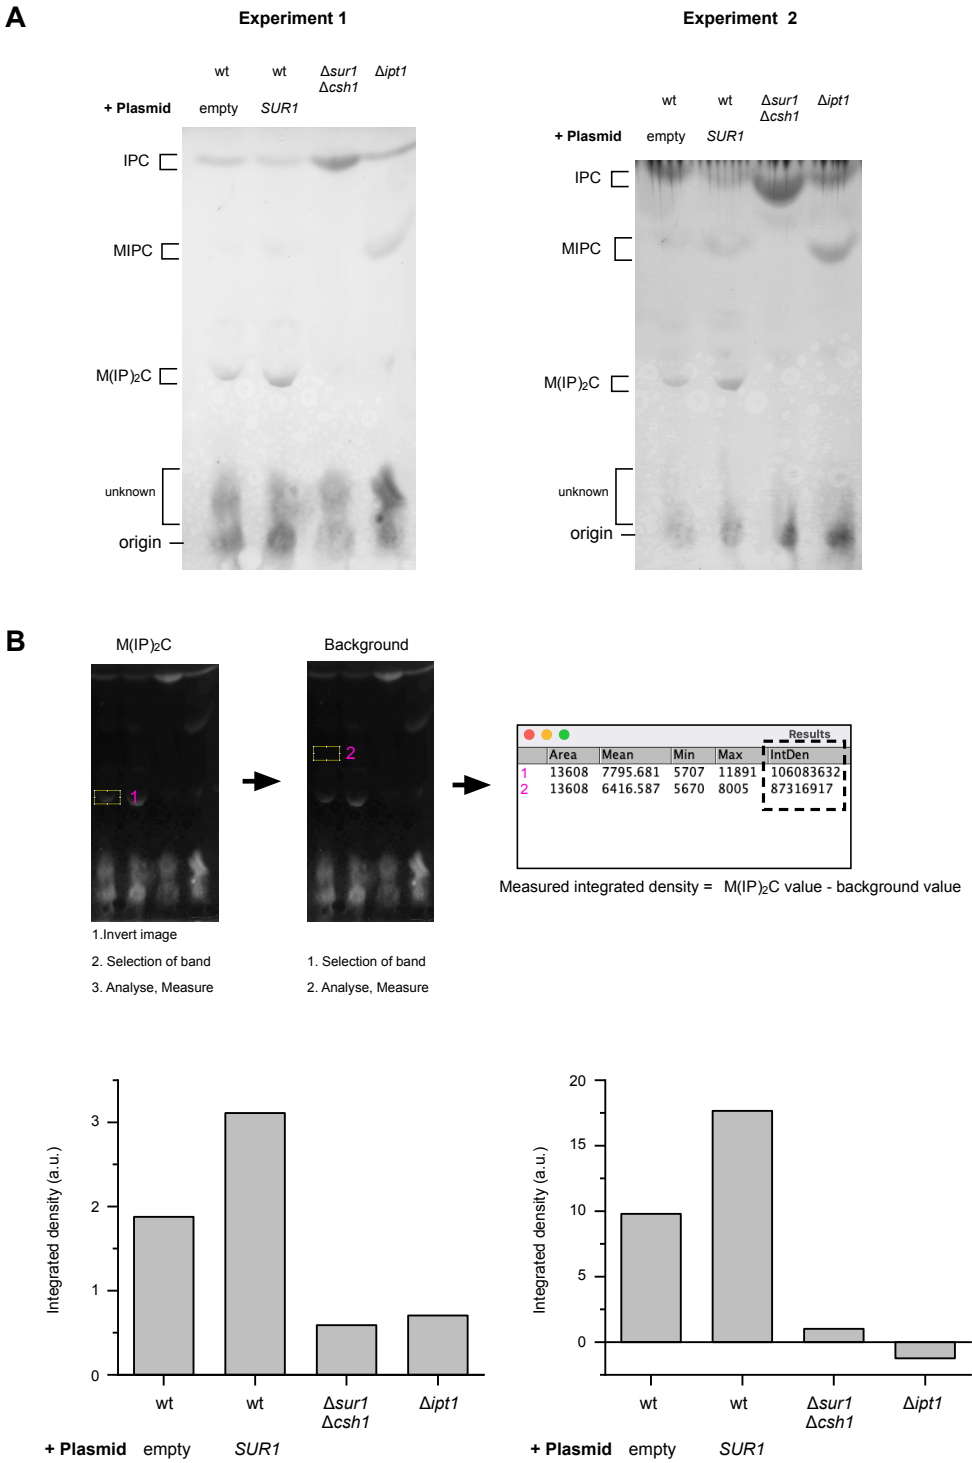 A
Experiment 1
Experiment 2
wt wt Δsur1 Δipt1
Δcsh1
+ Plasmid empty SUR1
IPC
MIPC
M(IP)₂C
unknown
origin
wt wt Δsur1 Δipt1
Δcsh1
+ Plasmid empty SUR1
IPC
MIPC
M(IP)₂C
unknown
origin
B
M(IP)₂C
1
1.Invert image
2. Selection of band
3. Analyse, Measure
Background
2
1. Selection of band
2. Analyse, Measure
Results
Area Mean Min Max IntDen
1 13608 7795.681 5707 11891 106083632
2 13608 6416.587 5670 8005 87316917
Measured integrated density = M(IP)₂C value - background value
Integrated density (a.u.)
3
2
1
0
wt wt Δsur1 Δipt1
Δcsh1
+ Plasmid empty SUR1
Integrated density (a.u.)
20
15
10
5
0
wt wt Δsur1 Δipt1
Δcsh1
+ Plasmid empty SUR1